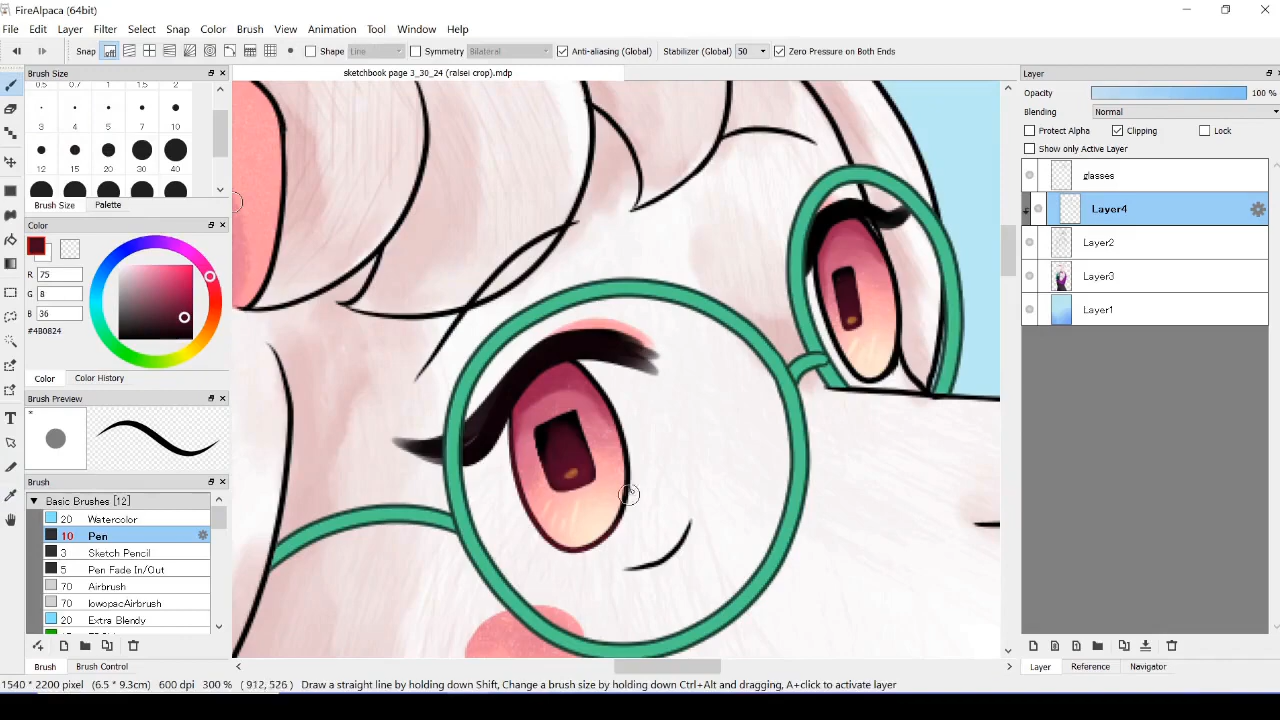 FireAlpaca (64bit)
File Edit Layer Filter Select Snap Color Brush View Animation Tool Window Help
Snap off Shape Line Symmetry Bilateral Anti-aliasing (Global) Stabilizer (Global) 50 Zero Pressure on Both Ends
Brush Size
sketchbook page 3_30_24 (ralsei crop).mdp
Layer
0.5 0.7 1 1.5 2
3 4 5 7 10
12 15 20 30 40
Brush Size Palette
Color
R 75
G 8
B 36
#4B0824
Color Color History
Brush Preview
*
Brush
Basic Brushes [12]
20 Watercolor
10 Pen
3 Sketch Pencil
5 Pen Fade In/Out
70 Airbrush
70 lowopacAirbrush
20 Extra Blendy
Brush Brush Control
Opacity 100 %
Blending Normal
Protect Alpha Clipping Lock
Show only Active Layer
glasses
Layer4
Layer2
Layer3
Layer1
Layer Reference Navigator
1540 * 2200 pixel (6.5 * 9.3cm) 600 dpi 300 % ( 912, 526 ) Draw a straight line by holding down Shift, Change a brush size by holding down Ctrl+Alt and dragging, A+click to activate layer